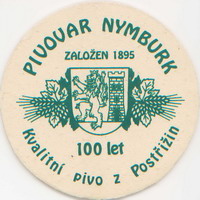 PIVOVAR NYMBURK
ZALOŽEN 1895
100 let
Kvalitní pivo z Postřižin